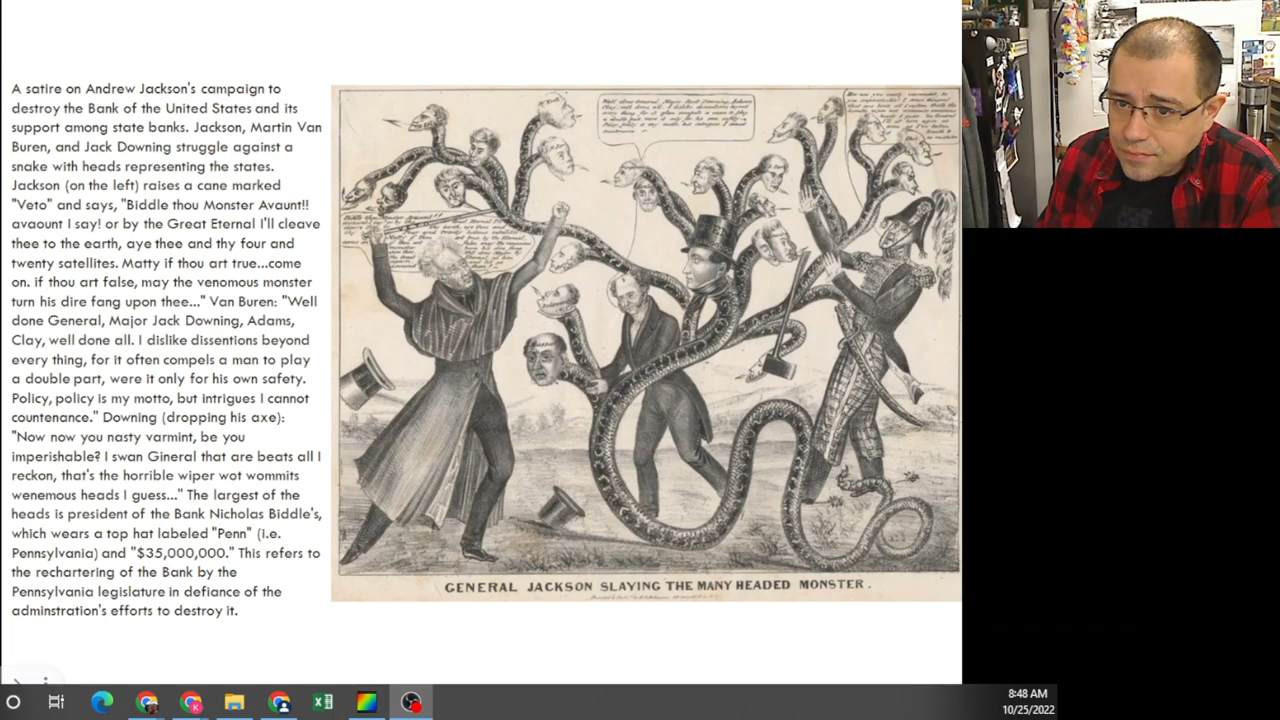 A satire on Andrew Jackson's campaign to
destroy the Bank of the United States and its
support among state banks. Jackson, Martin Van
Buren, and Jack Downing struggle against a
snake with heads representing the states.
Jackson (on the left) raises a cane marked
"Veto" and says, "Biddle thou Monster Avaunt!!
avaount I say! or by the Great Eternal I'll cleave
thee to the earth, aye thee and thy four and
twenty satellites. Matty if thou art true...come
on. if thou art false, may the venomous monster
turn his dire fang upon thee..." Van Buren: "Well
done General, Major Jack Downing, Adams,
Clay, well done all. I dislike dissentions beyond
every thing, for it often compels a man to play
a double part, were it only for his own safety.
Policy, policy is my motto, but intrigues I cannot
countenance." Downing (dropping his axe):
"Now now you nasty varmint, be you
imperishable? I swan Gineral that are beats all I
reckon, that's the horrible wiper wot wommits
wenemous heads I guess..." The largest of the
heads is president of the Bank Nicholas Biddle's,
which wears a top hat labeled "Penn" (i.e.
Pennsylvania) and "$35,000,000." This refers to
the rechartering of the Bank by the
Pennsylvania legislature in defiance of the
adminstration's efforts to destroy it.
GENERAL JACKSON SLAYING THE MANY HEADED MONSTER.
8:48 AM
10/25/2022